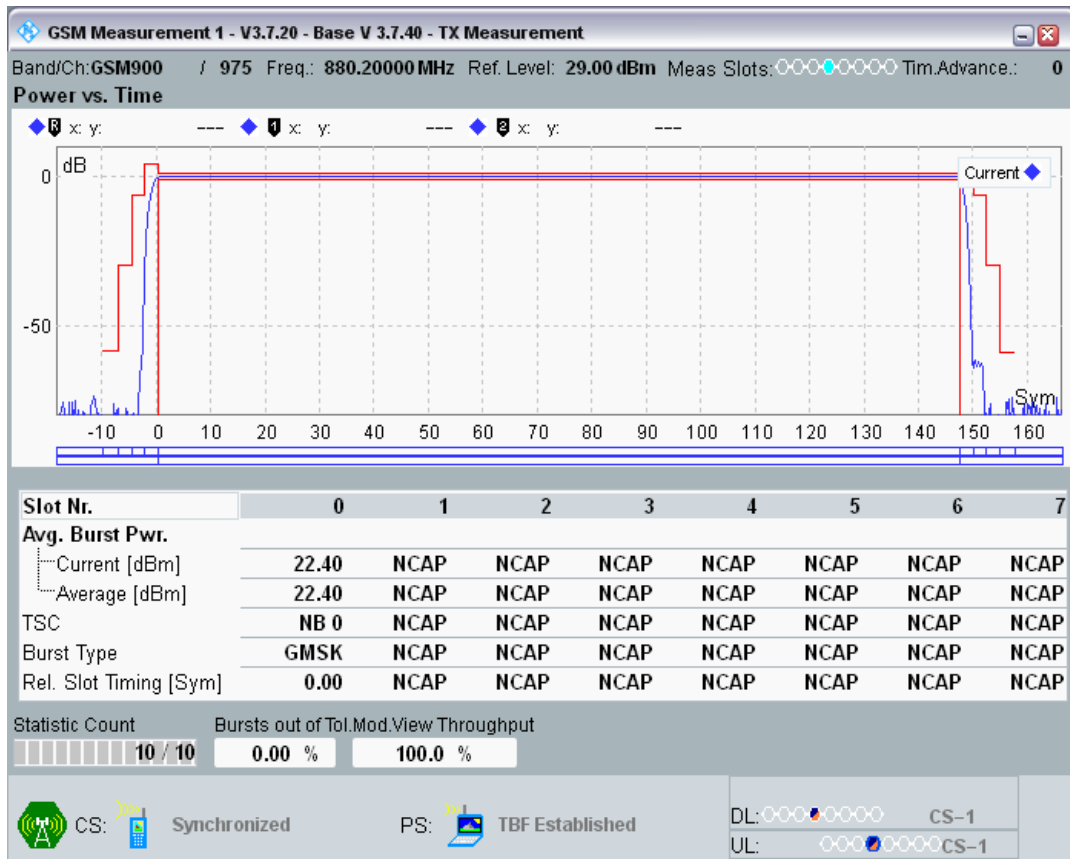 GSM Measurement 1 - V3.7.20 - Base V 3.7.40 - TX Measurement
Band/Ch:GSM900 / 975 Freq.: 880.20000 MHz Ref. Level: 29.00 dBm Meas Slots: Tim.Advance.: 0
Power vs. Time
R x: y: --- 1 x: y: --- 2 x: y: ---
dB
Current
0
-50
Sym
-10 0 10 20 30 40 50 60 70 80 90 100 110 120 130 140 150 160
Slot Nr. 0 1 2 3 4 5 6 7
Avg. Burst Pwr.
Current [dBm] 22.40 NCAP NCAP NCAP NCAP NCAP NCAP NCAP
Average [dBm] 22.40 NCAP NCAP NCAP NCAP NCAP NCAP NCAP
TSC NB 0 NCAP NCAP NCAP NCAP NCAP NCAP NCAP
Burst Type GMSK NCAP NCAP NCAP NCAP NCAP NCAP NCAP
Rel. Slot Timing [Sym] 0.00 NCAP NCAP NCAP NCAP NCAP NCAP NCAP
Statistic Count Bursts out of Tol.Mod.View Throughput
10 / 10 0.00 % 100.0 %
CS: Synchronized PS: TBF Established
DL: CS-1
UL: CS-1